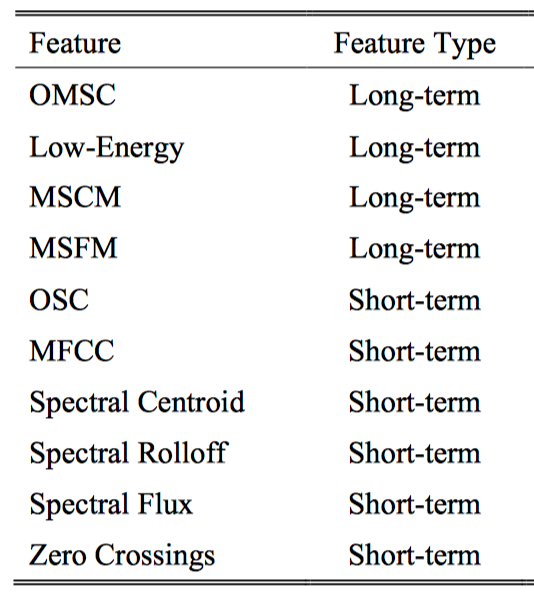 Feature Feature Type
OMSC Long-term
Low-Energy Long-term
MSCM Long-term
MSFM Long-term
OSC Short-term
MFCC Short-term
Spectral Centroid Short-term
Spectral Rolloff Short-term
Spectral Flux Short-term
Zero Crossings Short-term